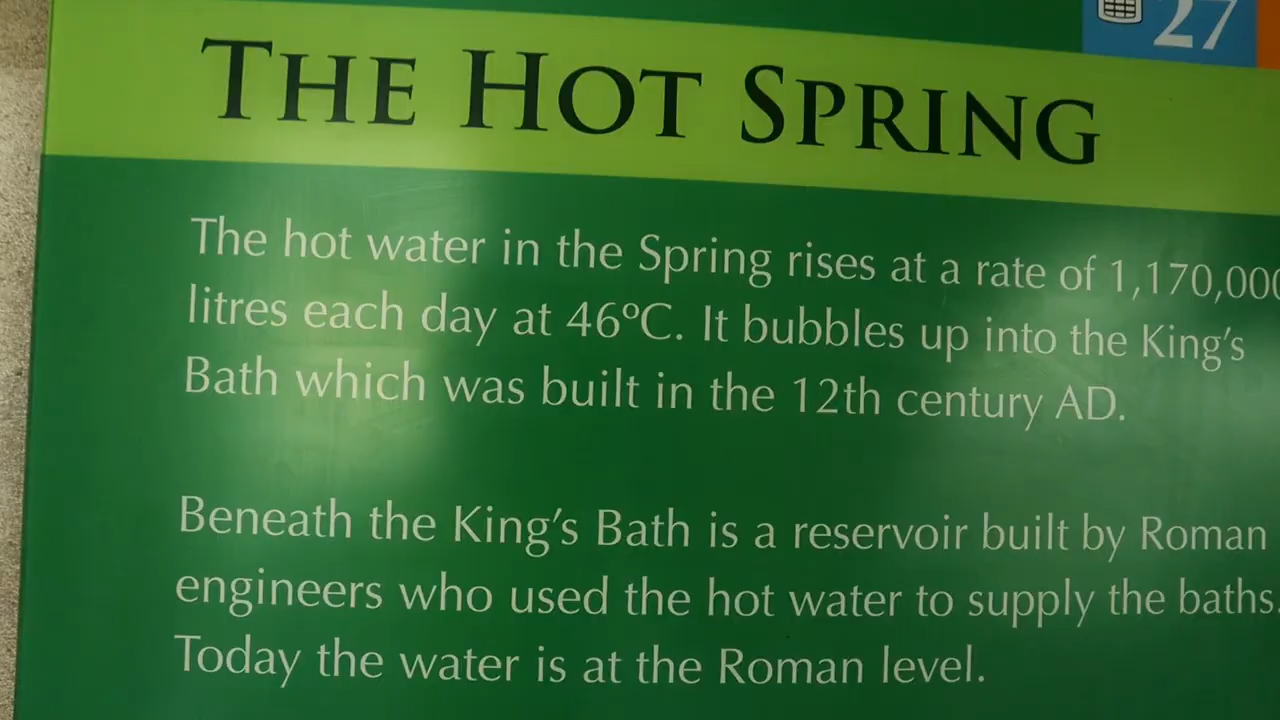 27
THE HOT SPRING
The hot water in the Spring rises at a rate of 1,170,000
litres each day at 46ºC. It bubbles up into the King's
Bath which was built in the 12th century AD.
Beneath the King's Bath is a reservoir built by Roman
engineers who used the hot water to supply the baths.
Today the water is at the Roman level.